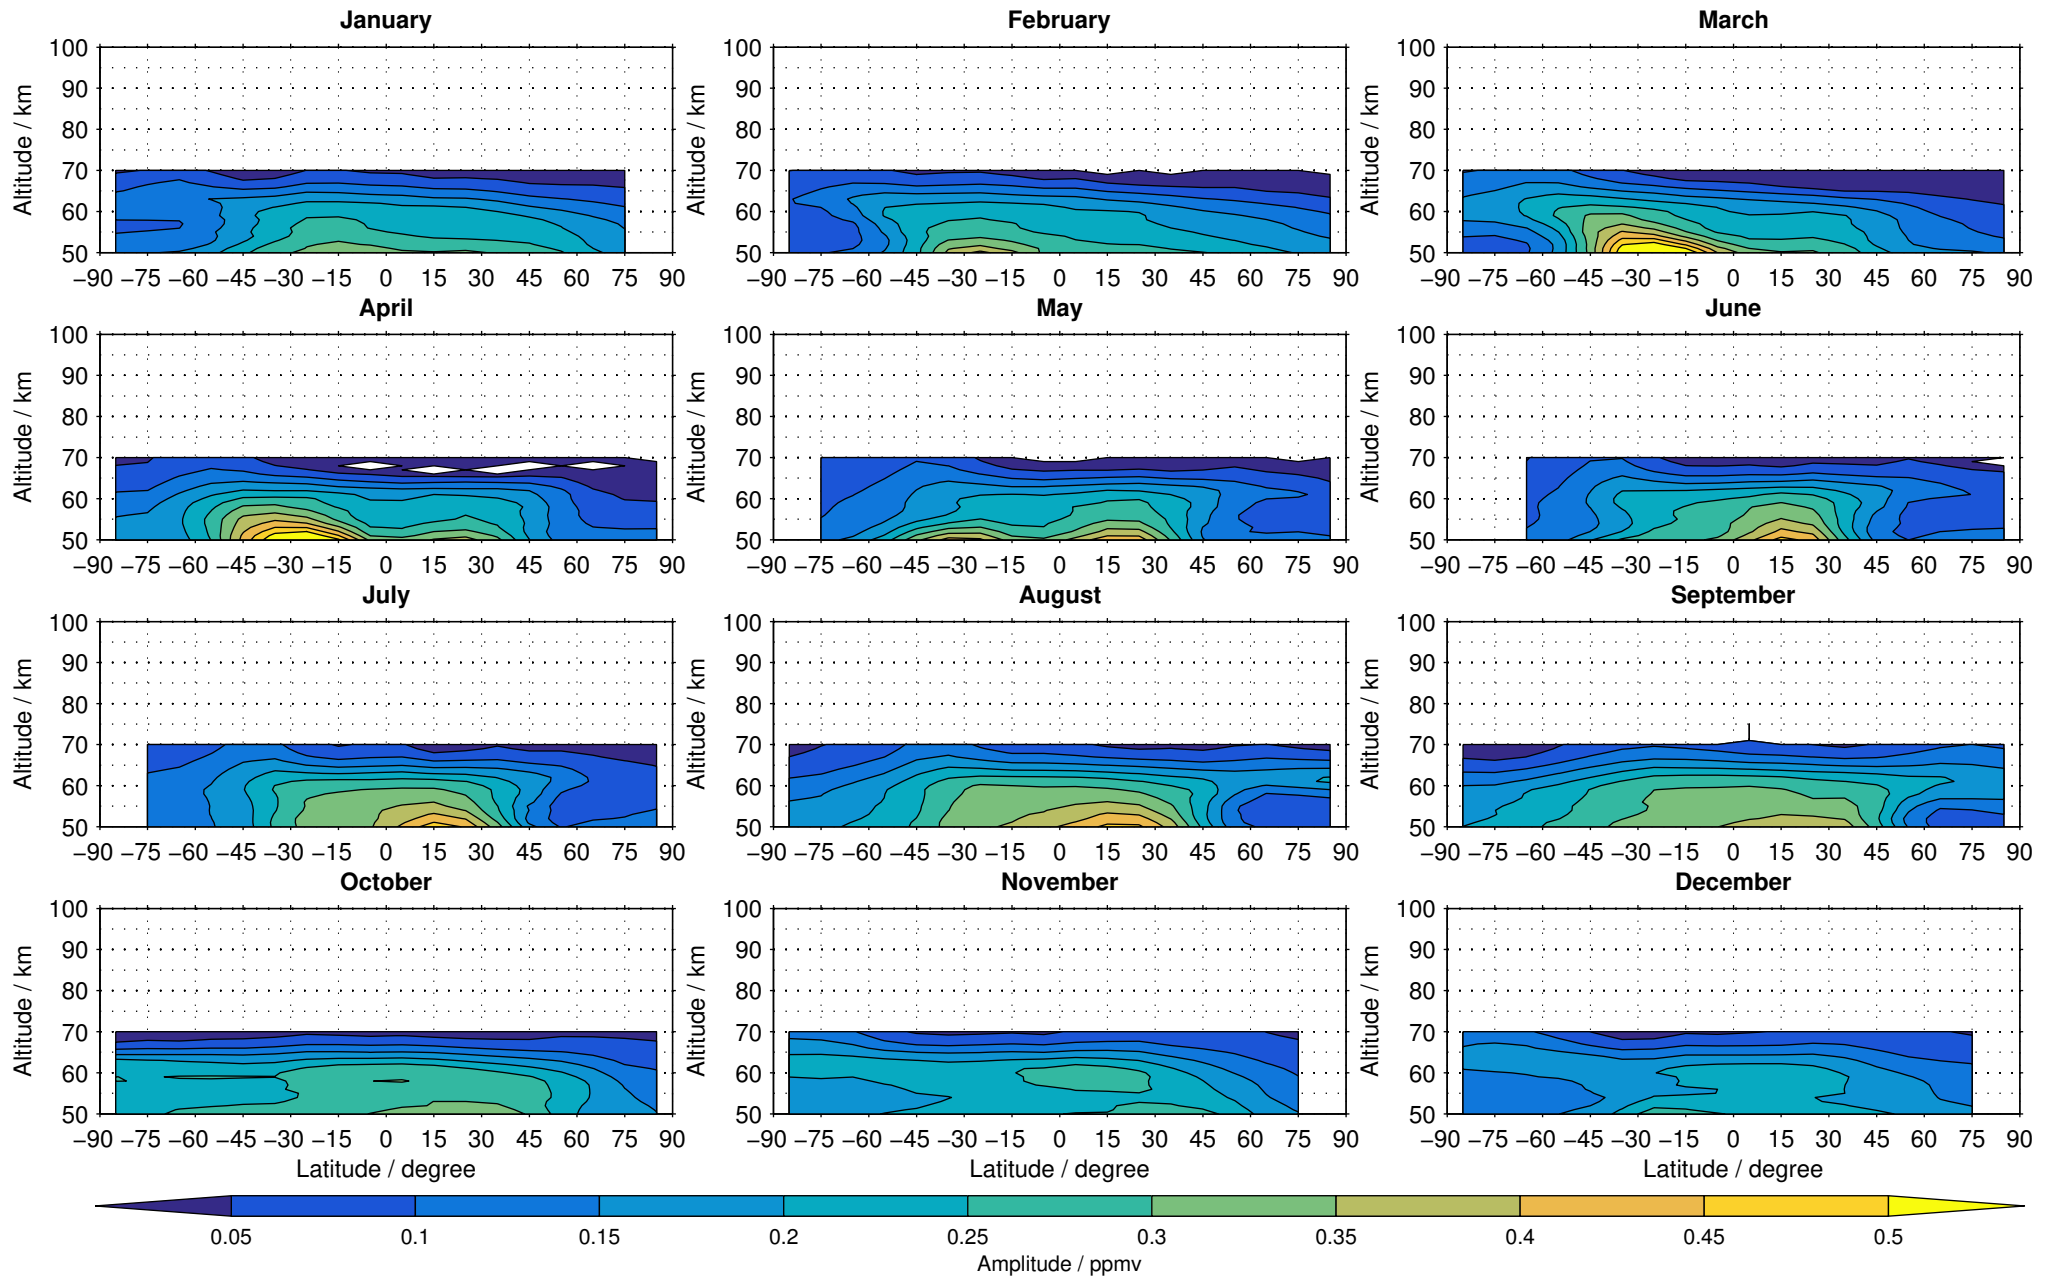 January February March
100 100 100
90 90 90
80 80 80
70 70 70
60 60 60
50 50 50
Altitude / km Altitude / km Altitude / km
−90 −75 −60 −45 −30 −15 0 15 30 45 60 75 90 −90 −75 −60 −45 −30 −15 0 15 30 45 60 75 90 −90 −75 −60 −45 −30 −15 0 15 30 45 60 75 90
April May June
100 100 100
90 90 90
80 80 80
70 70 70
60 60 60
50 50 50
Altitude / km Altitude / km Altitude / km
−90 −75 −60 −45 −30 −15 0 15 30 45 60 75 90 −90 −75 −60 −45 −30 −15 0 15 30 45 60 75 90 −90 −75 −60 −45 −30 −15 0 15 30 45 60 75 90
July August September
100 100 100
90 90 90
80 80 80
70 70 70
60 60 60
50 50 50
Altitude / km Altitude / km Altitude / km
−90 −75 −60 −45 −30 −15 0 15 30 45 60 75 90 −90 −75 −60 −45 −30 −15 0 15 30 45 60 75 90 −90 −75 −60 −45 −30 −15 0 15 30 45 60 75 90
October November December
100 100 100
90 90 90
80 80 80
70 70 70
60 60 60
50 50 50
Altitude / km Altitude / km Altitude / km
−90 −75 −60 −45 −30 −15 0 15 30 45 60 75 90 −90 −75 −60 −45 −30 −15 0 15 30 45 60 75 90 −90 −75 −60 −45 −30 −15 0 15 30 45 60 75 90
Latitude / degree Latitude / degree Latitude / degree
0.05 0.1 0.15 0.2 0.25 0.3 0.35 0.4 0.45 0.5
Amplitude / ppmv